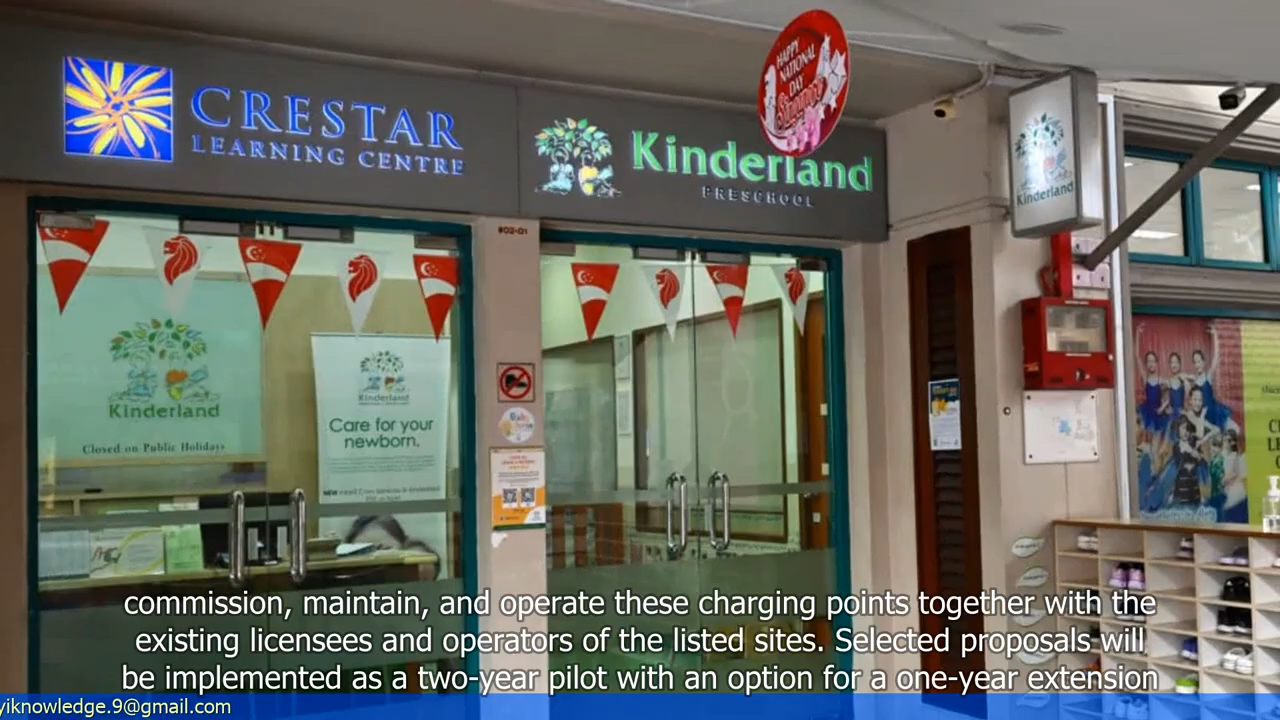 CRESTAR
LEARNING CENTRE
Kinderland
PRESCHOOL
HAPPY
NATIONAL
DAY
Singapore
Kinderland
#02-01
Kinderland
Closed on Public Holidays
Kinderland
Care for your
newborn.
commission, maintain, and operate these charging points together with the
existing licensees and operators of the listed sites. Selected proposals will
be implemented as a two-year pilot with an option for a one-year extension
yiknowledge.9@gmail.com